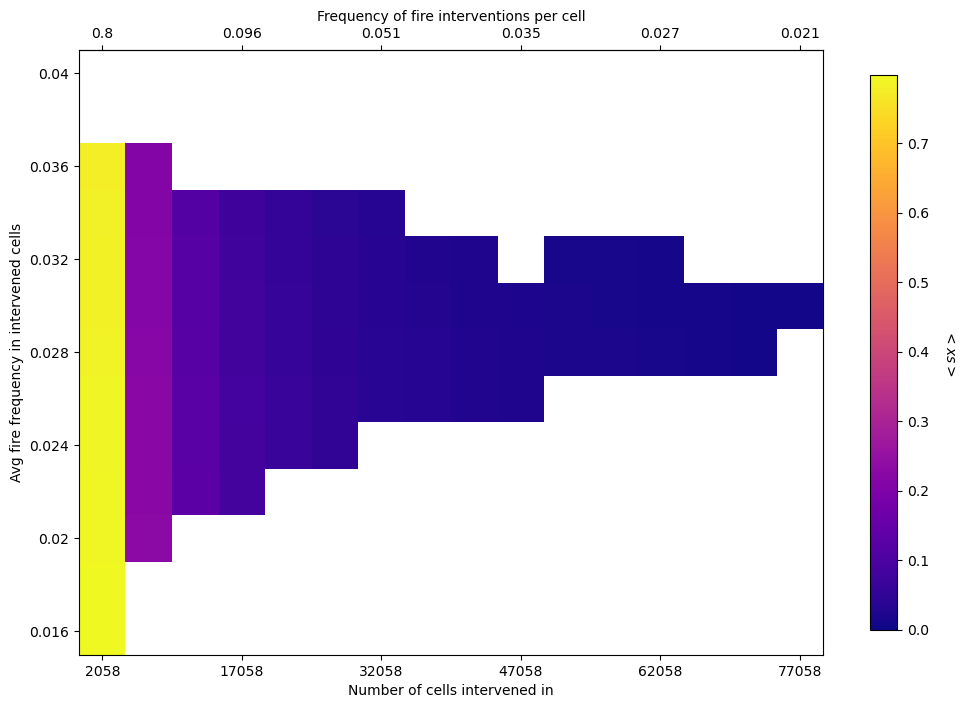 Frequency of fire interventions per cell
0.8 0.096 0.051 0.035 0.027 0.021
0.04
0.036
0.032
0.028
0.024
0.02
0.016
Avg fire frequency in intervened cells
2058 17058 32058 47058 62058 77058
Number of cells intervened in
0.7
0.6
0.5
0.4
0.3
0.2
0.1
0.0
< sx >